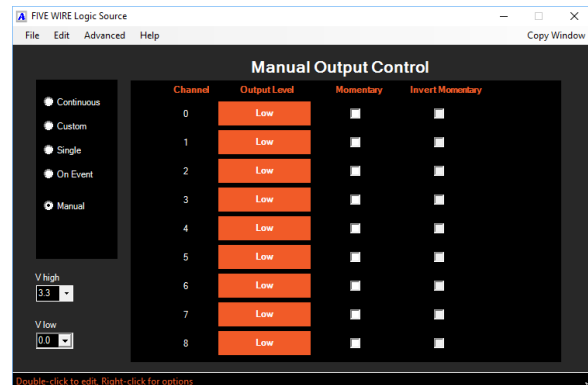 FIVE WIRE Logic Source
File Edit Advanced Help Copy Window
Manual Output Control
Continuous
Custom
Single
On Event
Manual
V high
3.3
V low
0.0
Channel Output Level Momentary Invert Momentary
0 Low
1 Low
2 Low
3 Low
4 Low
5 Low
6 Low
7 Low
8 Low
Double-click to edit, Right-click for options